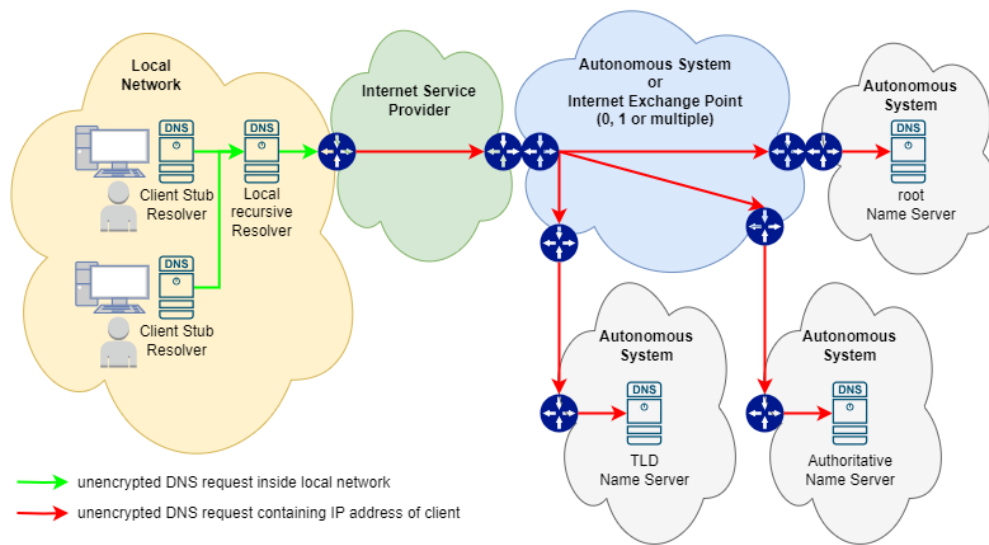 Local
Network
DNS
DNS
Client Stub
Resolver
Local
recursive
Resolver
DNS
Client Stub
Resolver
Internet Service
Provider
Autonomous System
or
Internet Exchange Point
(0, 1 or multiple)
Autonomous
System
DNS
root
Name Server
Autonomous
System
DNS
TLD
Name Server
Autonomous
System
DNS
Authoritative
Name Server
unencrypted DNS request inside local network
unencrypted DNS request containing IP address of client